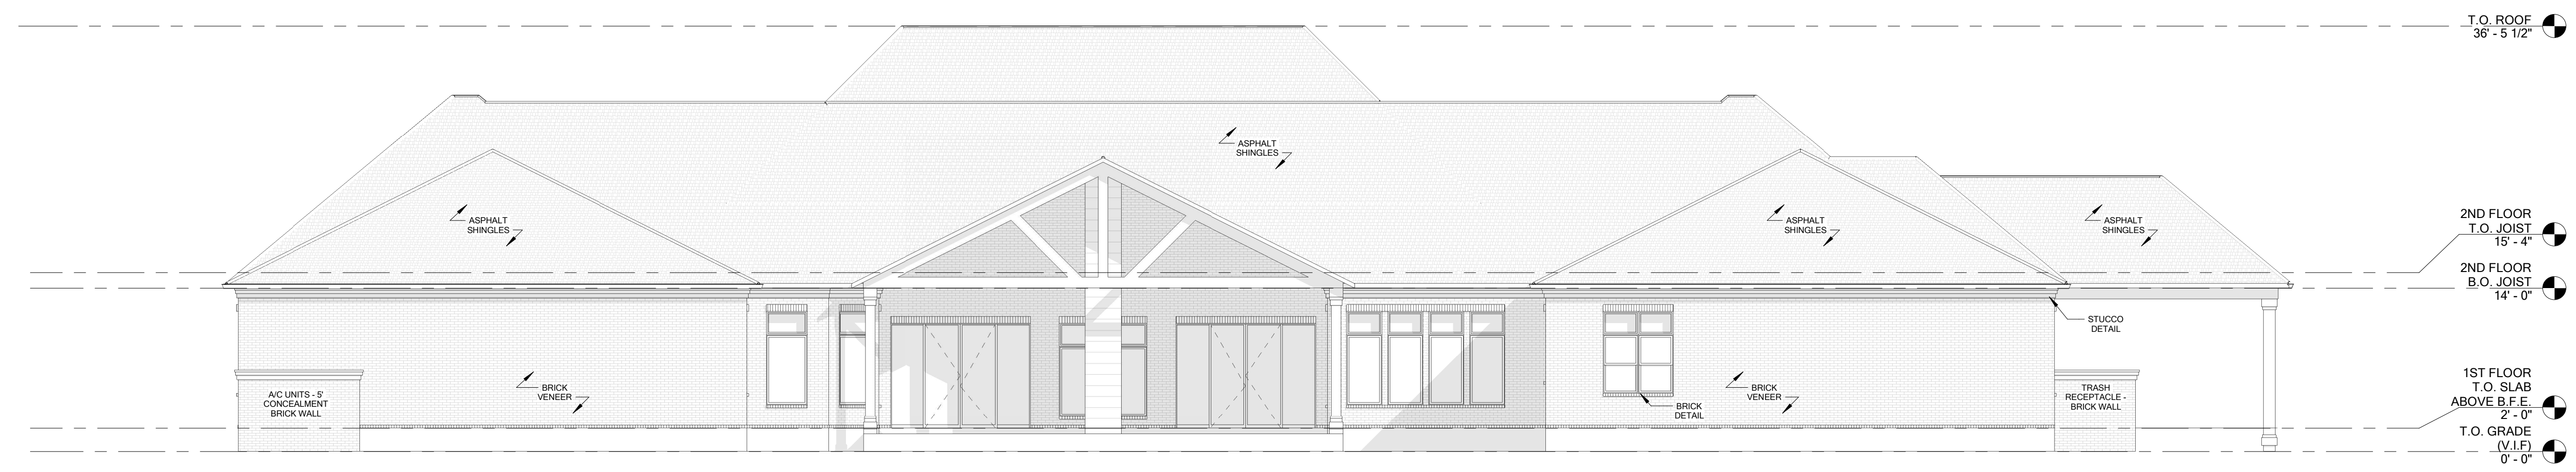 T.O. ROOF
36' - 5 1/2"
ASPHALT
SHINGLES
ASPHALT
SHINGLES
ASPHALT
SHINGLES
ASPHALT
SHINGLES
2ND FLOOR
T.O. JOIST
15' - 4"
2ND FLOOR
B.O. JOIST
14' - 0"
STUCCO
DETAIL
A/C UNITS - 5'
CONCEALMENT
BRICK WALL
BRICK
VENEER
BRICK
DETAIL
BRICK
VENEER
TRASH
RECEPTACLE -
BRICK WALL
1ST FLOOR
T.O. SLAB
ABOVE B.F.E.
2' - 0"
T.O. GRADE
(V.I.F)
0' - 0"